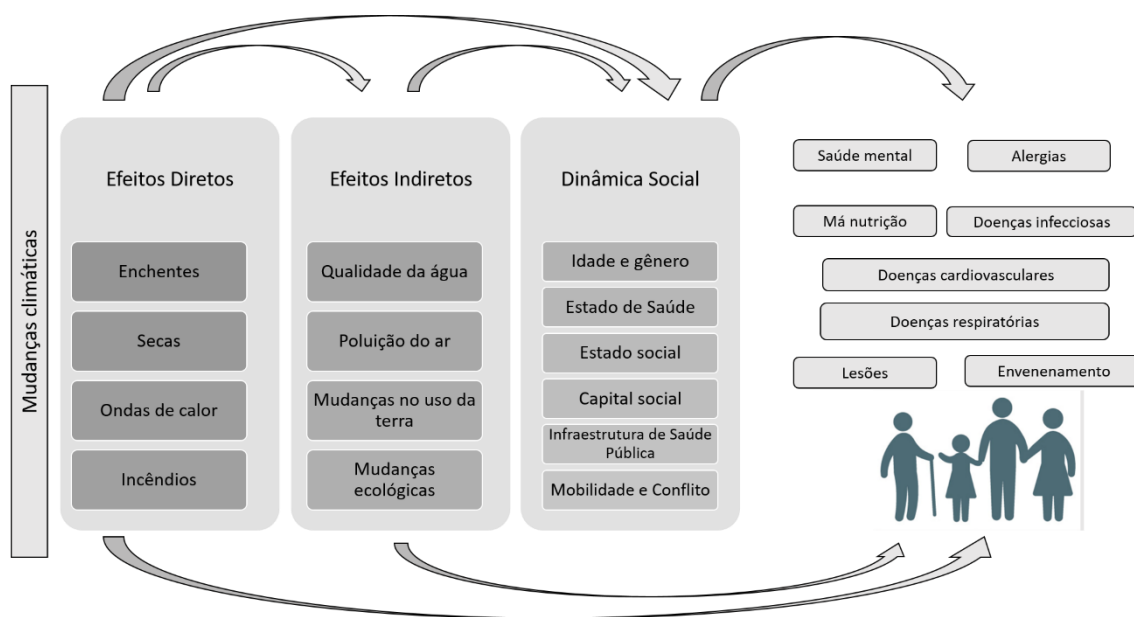 Mudanças climáticas
Efeitos Diretos
Enchentes
Secas
Ondas de calor
Incêndios
Efeitos Indiretos
Qualidade da água
Poluição do ar
Mudanças no uso da
terra
Mudanças
ecológicas
Dinâmica Social
Idade e gênero
Estado de Saúde
Estado social
Capital social
Infraestrutura de Saúde
Pública
Mobilidade e Conflito
Saúde mental
Alergias
Má nutrição
Doenças infecciosas
Doenças cardiovasculares
Doenças respiratórias
Lesões
Envenenamento